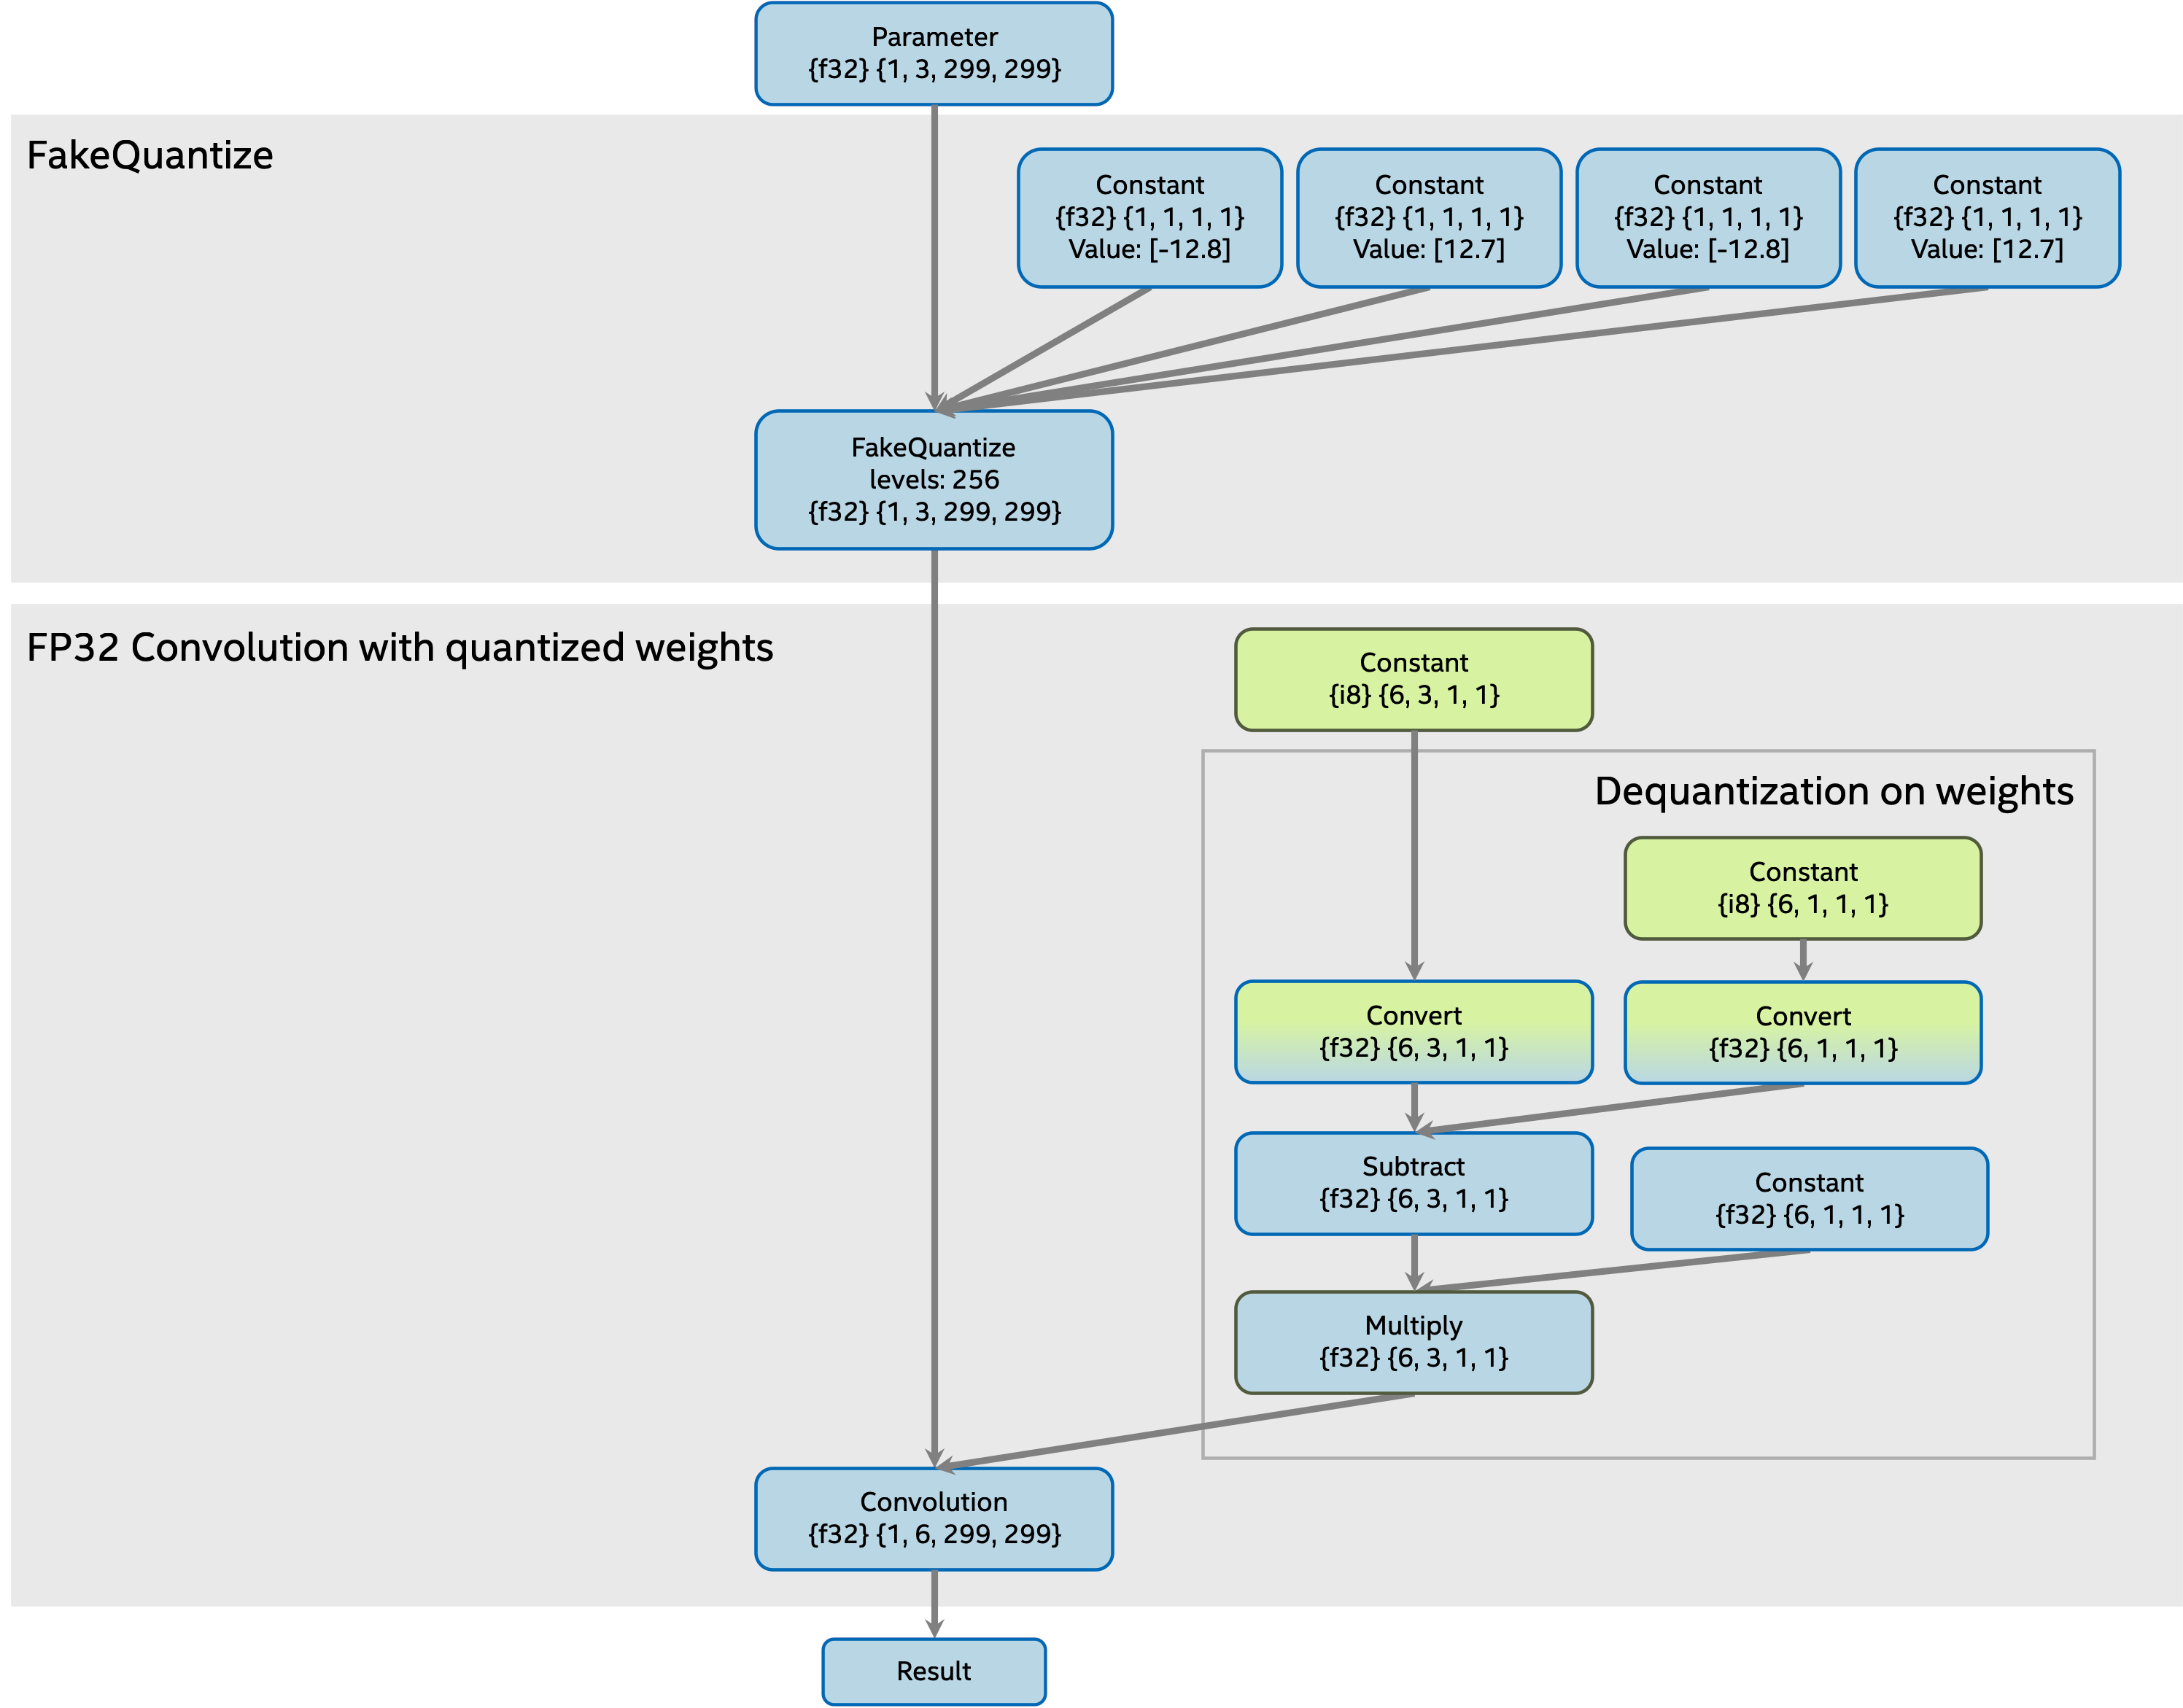 Parameter
{f32} {1, 3, 299, 299}
FakeQuantize
Constant
{f32} {1, 1, 1, 1}
Value: [-12.8]
Constant
{f32} {1, 1, 1, 1}
Value: [12.7]
Constant
{f32} {1, 1, 1, 1}
Value: [-12.8]
Constant
{f32} {1, 1, 1, 1}
Value: [12.7]
FakeQuantize
levels: 256
{f32} {1, 3, 299, 299}
FP32 Convolution with quantized weights
Constant
{i8} {6, 3, 1, 1}
Dequantization on weights
Constant
{i8} {6, 1, 1, 1}
Convert
{f32} {6, 3, 1, 1}
Convert
{f32} {6, 1, 1, 1}
Subtract
{f32} {6, 3, 1, 1}
Constant
{f32} {6, 1, 1, 1}
Multiply
{f32} {6, 3, 1, 1}
Convolution
{f32} {1, 6, 299, 299}
Result